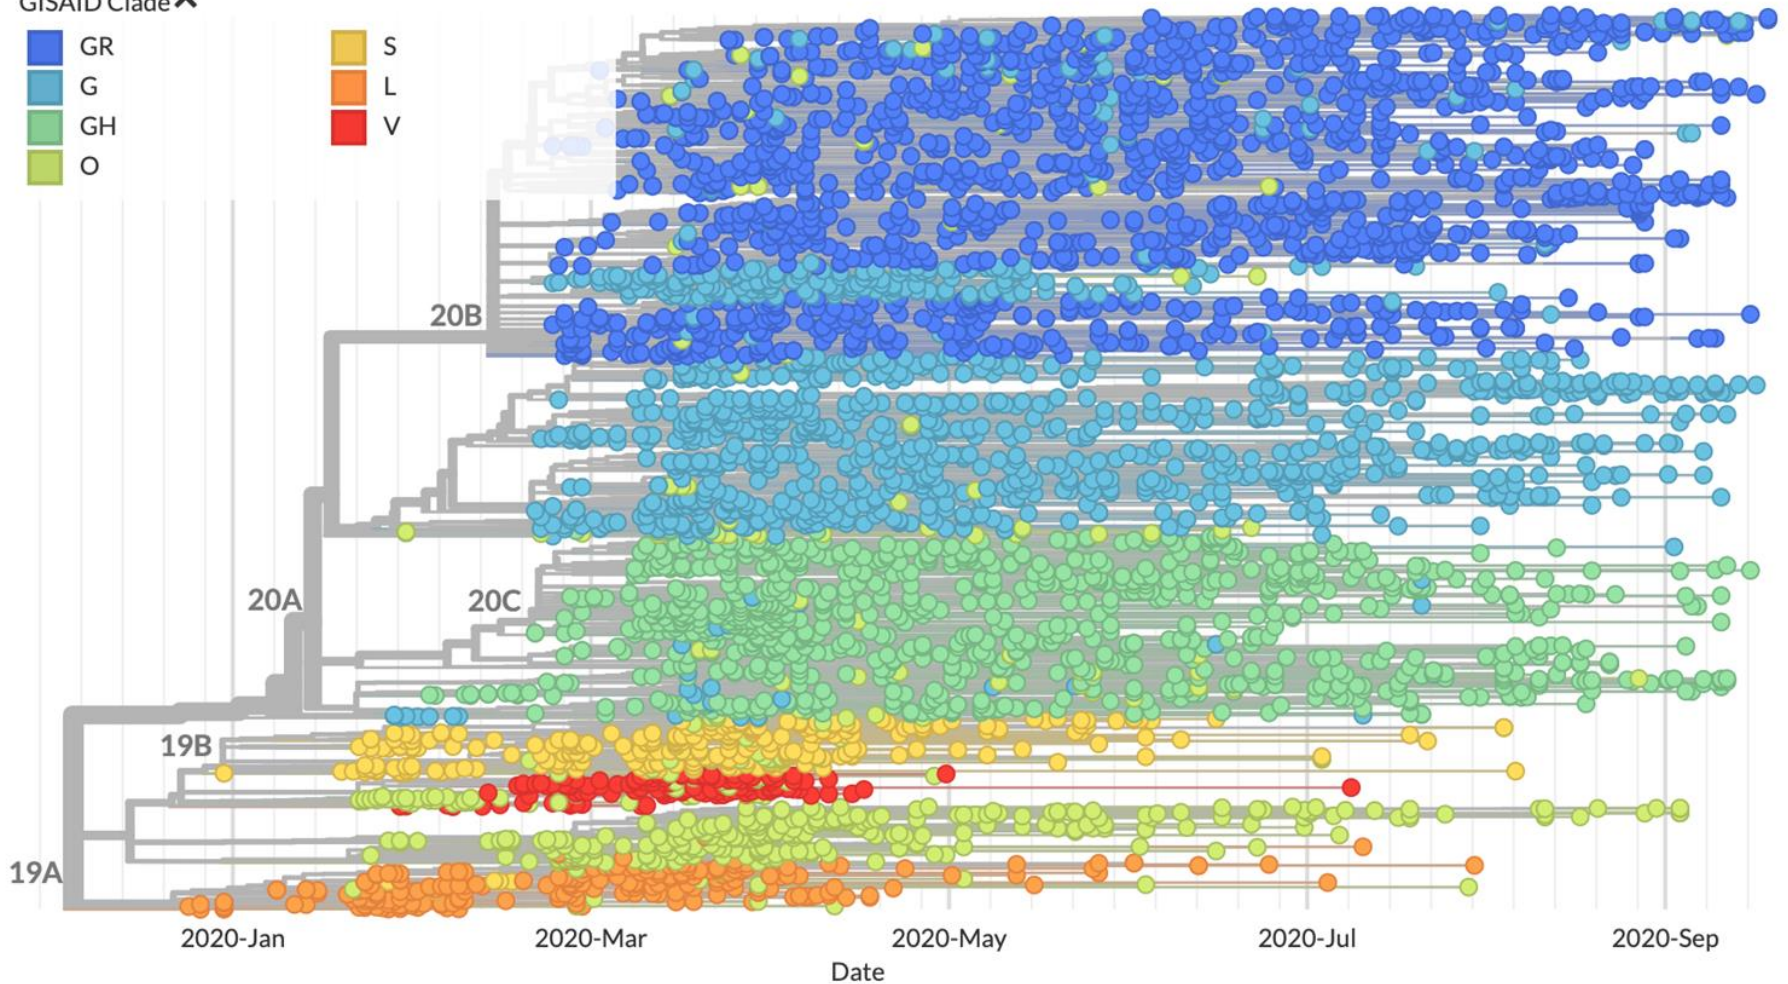 GISAID Clade
GR
G
GH
O
S
L
V
20B
20A
20C
19B
19A
2020-Jan
2020-Mar
2020-May
2020-Jul
2020-Sep
Date